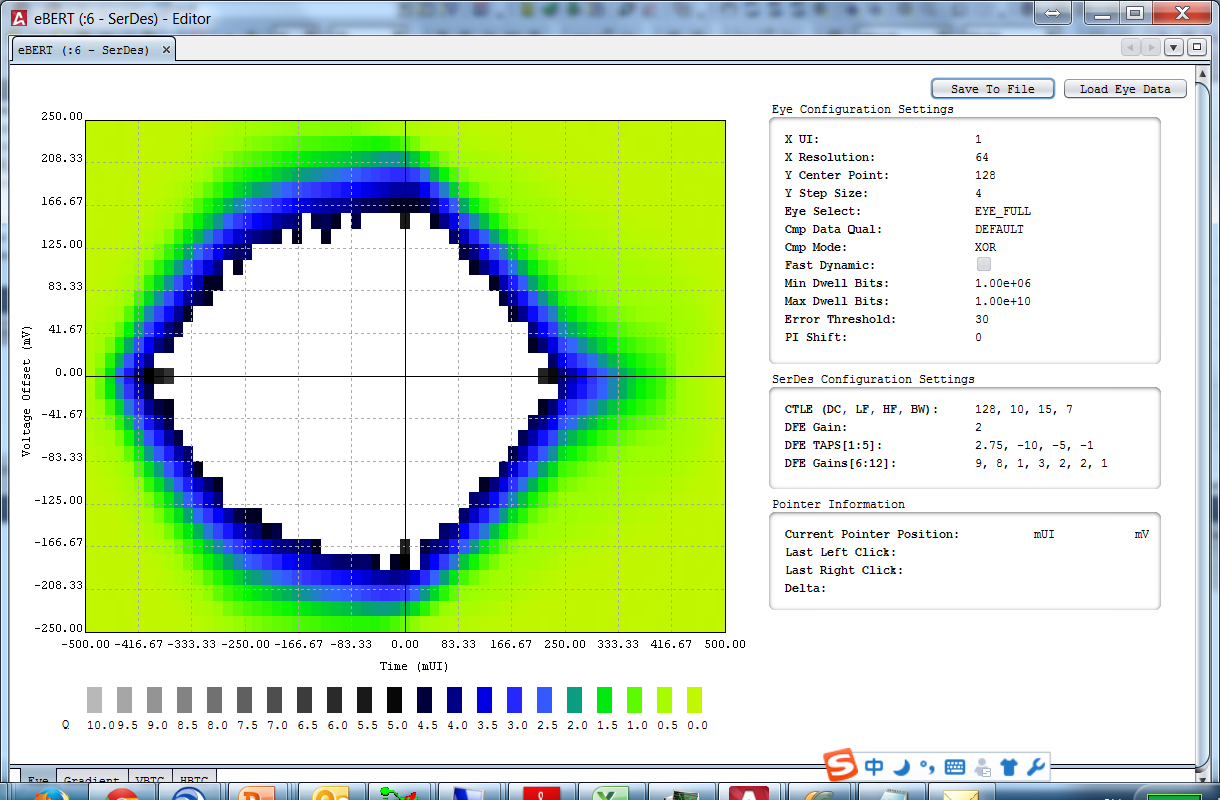 eBERT (:6 - SerDes) - Editor
eBERT (:6 - SerDes)
Save To File
Load Eye Data
Eye Configuration Settings
X UI: 1
X Resolution: 64
Y Center Point: 128
Y Step Size: 4
Eye Select: EYE_FULL
Cmp Data Qual: DEFAULT
Cmp Mode: XOR
Fast Dynamic:
Min Dwell Bits: 1.00e+06
Max Dwell Bits: 1.00e+10
Error Threshold: 30
PI Shift: 0
SerDes Configuration Settings
CTLE (DC, LF, HF, BW): 128, 10, 15, 7
DFE Gain: 2
DFE TAPS[1:5]: 2.75, -10, -5, -1
DFE Gains[6:12]: 9, 8, 1, 3, 2, 2, 1
Pointer Information
Current Pointer Position: mUI mV
Last Left Click:
Last Right Click:
Delta:
250.00
208.33
166.67
125.00
83.33
41.67
0.00
-41.67
-83.33
-125.00
-166.67
-208.33
-250.00
Voltage Offset (mV)
-500.00 -416.67 -333.33 -250.00 -166.67 -83.33 0.00 83.33 166.67 250.00 333.33 416.67 500.00
Time (mUI)
Q 10.0 9.5 9.0 8.5 8.0 7.5 7.0 6.5 6.0 5.5 5.0 4.5 4.0 3.5 3.0 2.5 2.0 1.5 1.0 0.5 0.0
Eye Gradient VBTC HBTC
中